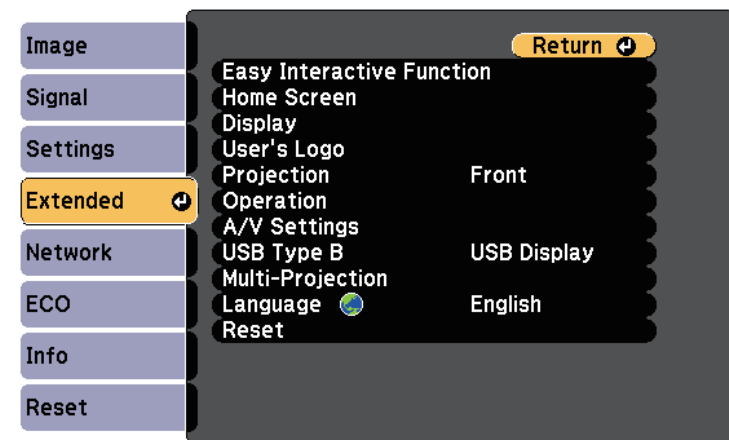 Image
Signal
Settings
Extended
Network
ECO
Info
Reset
Return
Easy Interactive Function
Home Screen
Display
User's Logo
Projection Front
Operation
A/V Settings
USB Type B USB Display
Multi-Projection
Language English
Reset